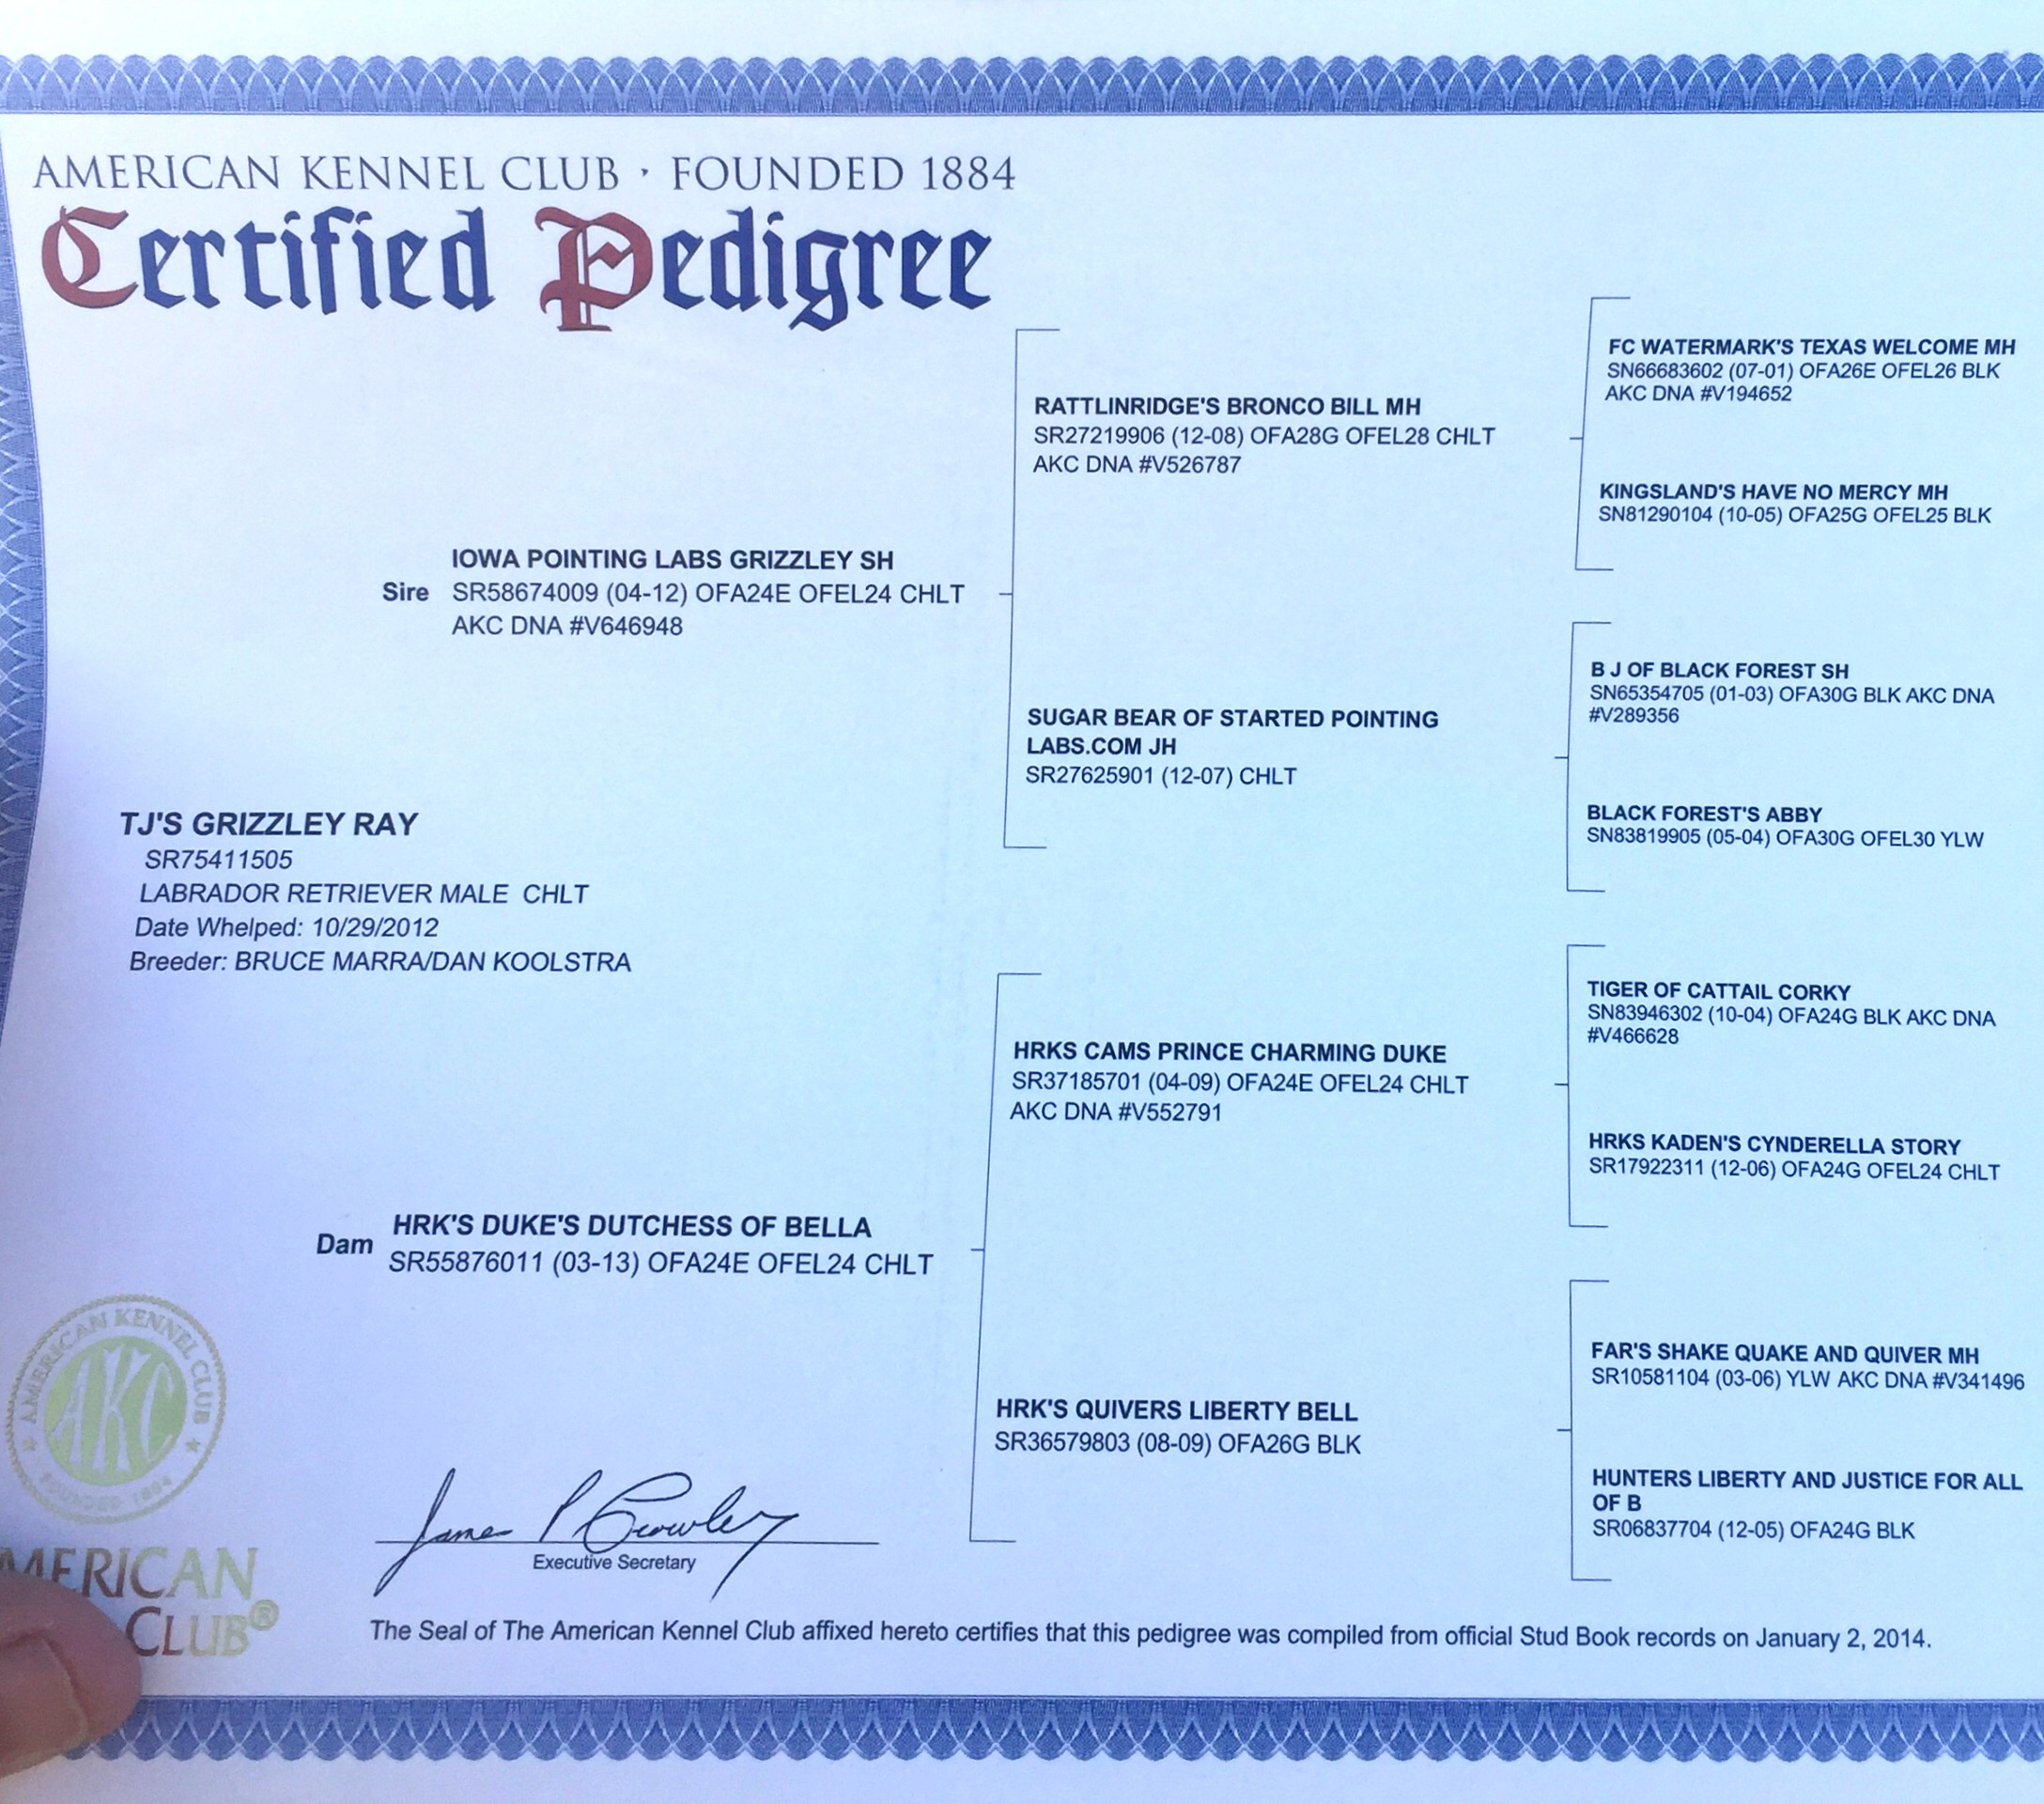 AMERICAN KENNEL CLUB · FOUNDED 1884
Certified Pedigree
TJ'S GRIZZLEY RAY
SR75411505
LABRADOR RETRIEVER MALE CHLT
Date Whelped: 10/29/2012
Breeder: BRUCE MARRA/DAN KOOLSTRA
IOWA POINTING LABS GRIZZLEY SH
Sire SR58674009 (04-12) OFA24E OFEL24 CHLT
AKC DNA #V646948
HRK'S DUKE'S DUTCHESS OF BELLA
Dam SR55876011 (03-13) OFA24E OFEL24 CHLT
RATTLINRIDGE'S BRONCO BILL MH
SR27219906 (12-08) OFA28G OFEL28 CHLT
AKC DNA #V526787
SUGAR BEAR OF STARTED POINTING
LABS.COM JH
SR27625901 (12-07) CHLT
HRKS CAMS PRINCE CHARMING DUKE
SR37185701 (04-09) OFA24E OFEL24 CHLT
AKC DNA #V552791
HRK'S QUIVERS LIBERTY BELL
SR36579803 (08-09) OFA26G BLK
FC WATERMARK'S TEXAS WELCOME MH
SN66683602 (07-01) OFA26E OFEL26 BLK
AKC DNA #V194652
KINGSLAND'S HAVE NO MERCY MH
SN81290104 (10-05) OFA25G OFEL25 BLK
B J OF BLACK FOREST SH
SN65354705 (01-03) OFA30G BLK AKC DNA
#V289356
BLACK FOREST'S ABBY
SN83819905 (05-04) OFA30G OFEL30 YLW
TIGER OF CATTAIL CORKY
SN83946302 (10-04) OFA24G BLK AKC DNA
#V466628
HRKS KADEN'S CYNDERELLA STORY
SR17922311 (12-06) OFA24G OFEL24 CHLT
FAR'S SHAKE QUAKE AND QUIVER MH
SR10581104 (03-06) YLW AKC DNA #V341496
HUNTERS LIBERTY AND JUSTICE FOR ALL
OF B
SR06837704 (12-05) OFA24G BLK
AMERICAN KENNEL CLUB
AKC
FOUNDED 1884
James P Crowley
Executive Secretary
AMERICAN
CLUB®
The Seal of The American Kennel Club affixed hereto certifies that this pedigree was compiled from official Stud Book records on January 2, 2014.